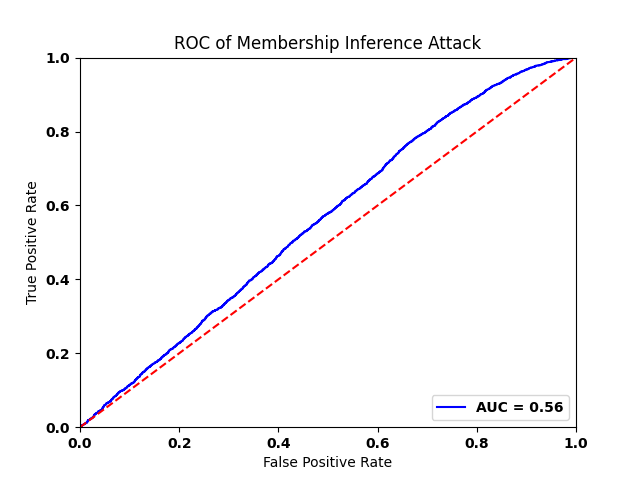 ROC of Membership Inference Attack
1.0
0.8
0.6
0.4
0.2
0.0
True Positive Rate
AUC = 0.56
0.0 0.2 0.4 0.6 0.8 1.0
False Positive Rate